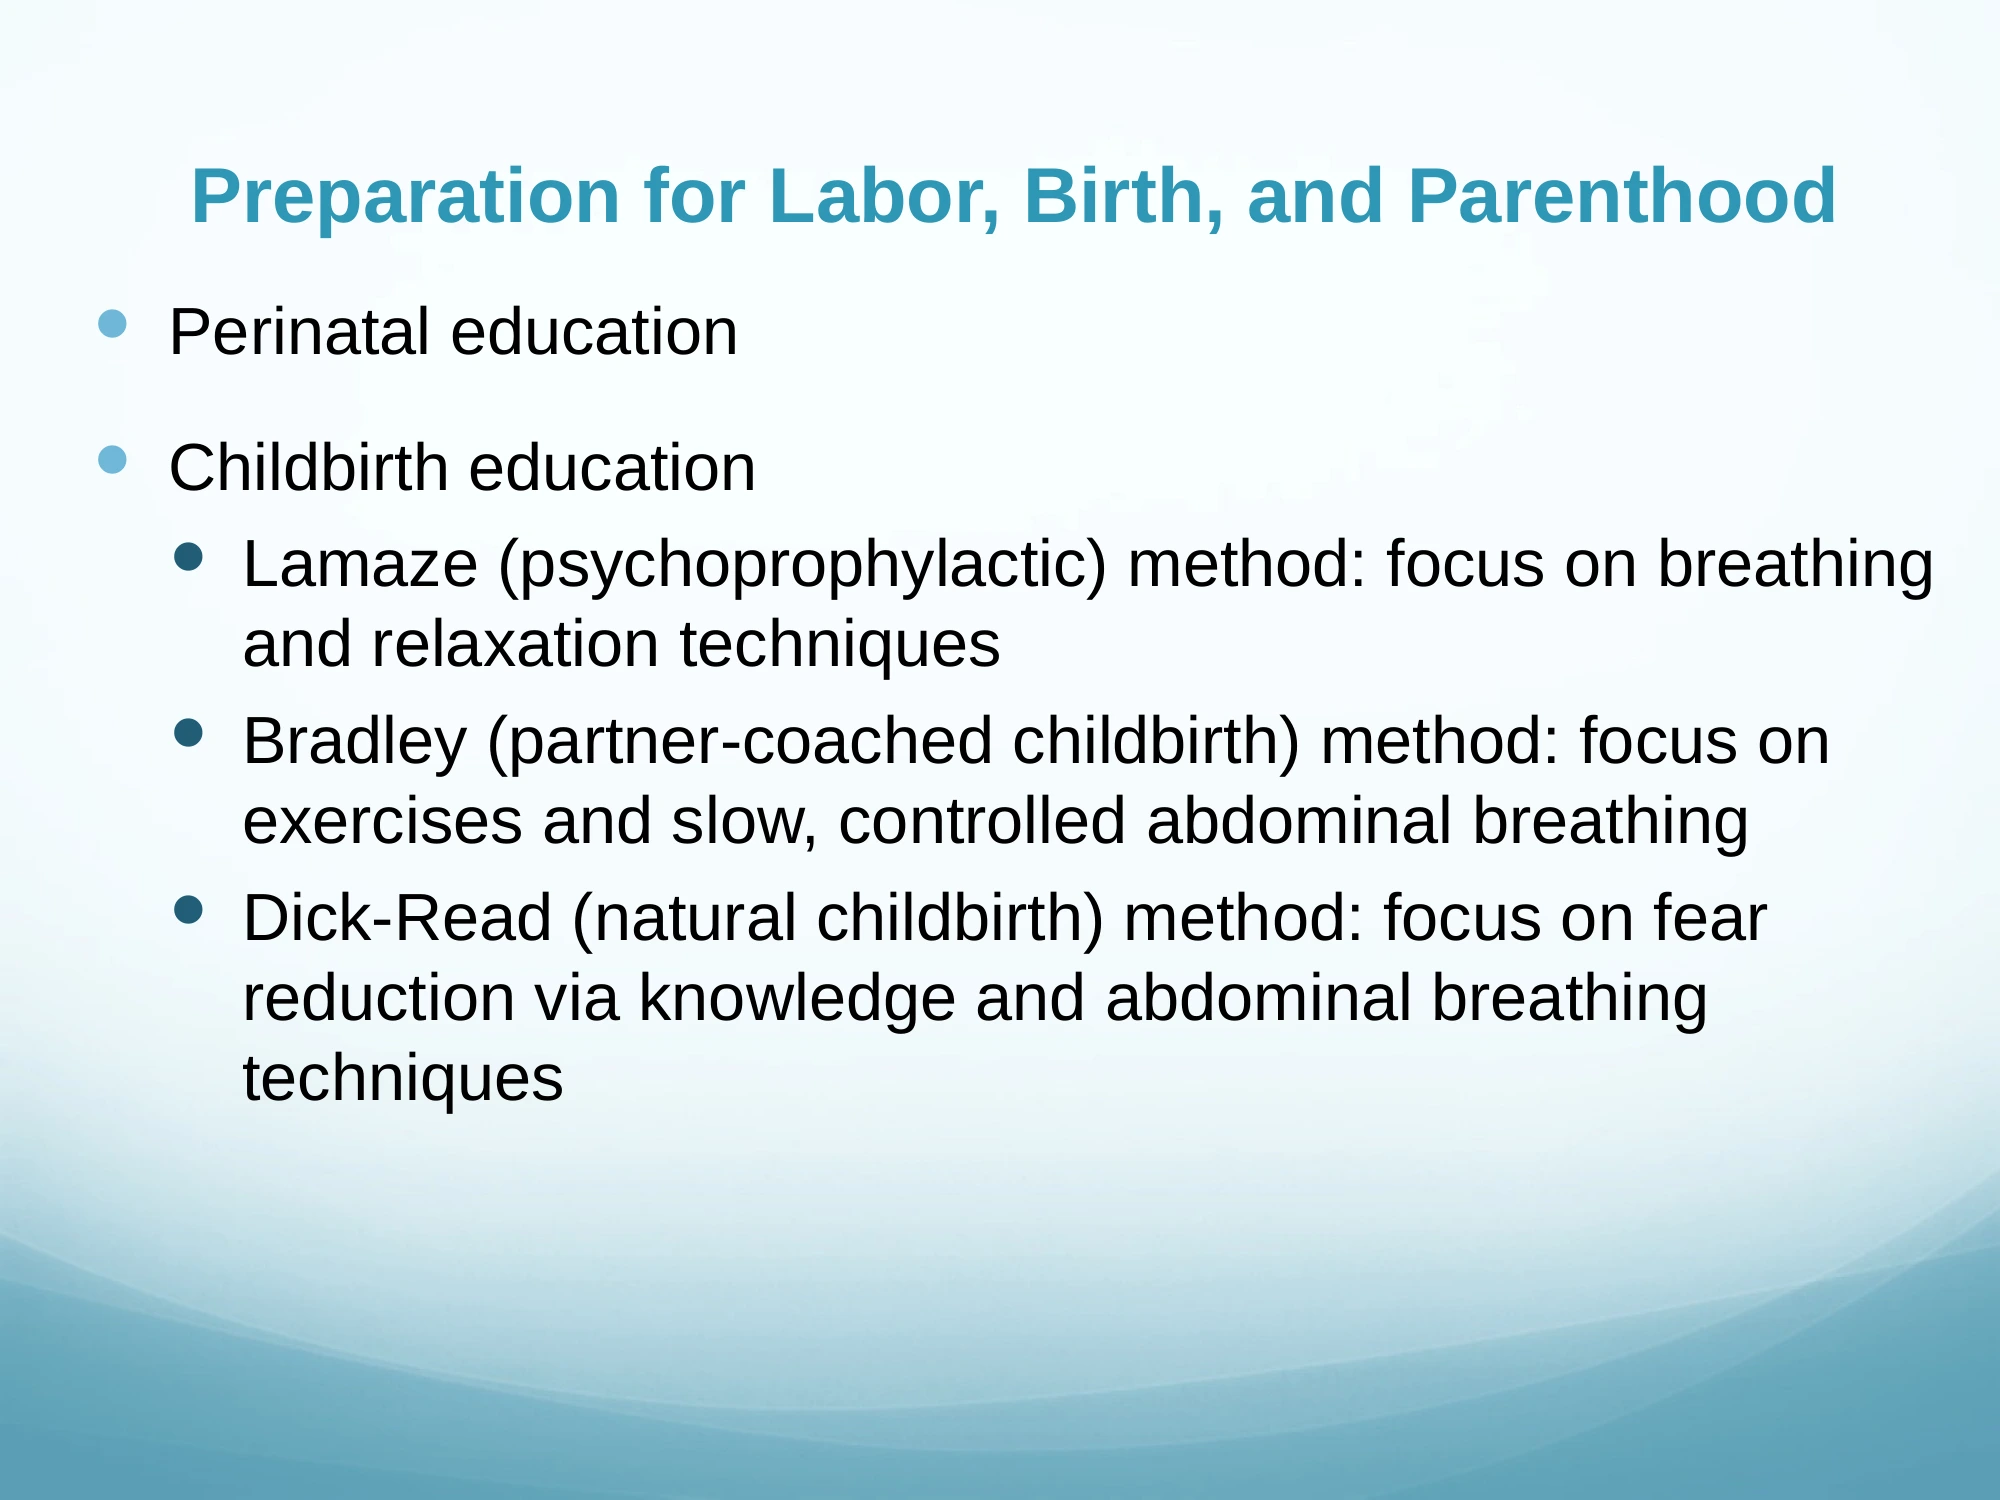 Preparation for Labor, Birth, and Parenthood
Perinatal education
Childbirth education
Lamaze (psychoprophylactic) method: focus on breathing
and relaxation techniques
Bradley (partner-coached childbirth) method: focus on
exercises and slow, controlled abdominal breathing
Dick-Read (natural childbirth) method: focus on fear
reduction via knowledge and abdominal breathing
techniques